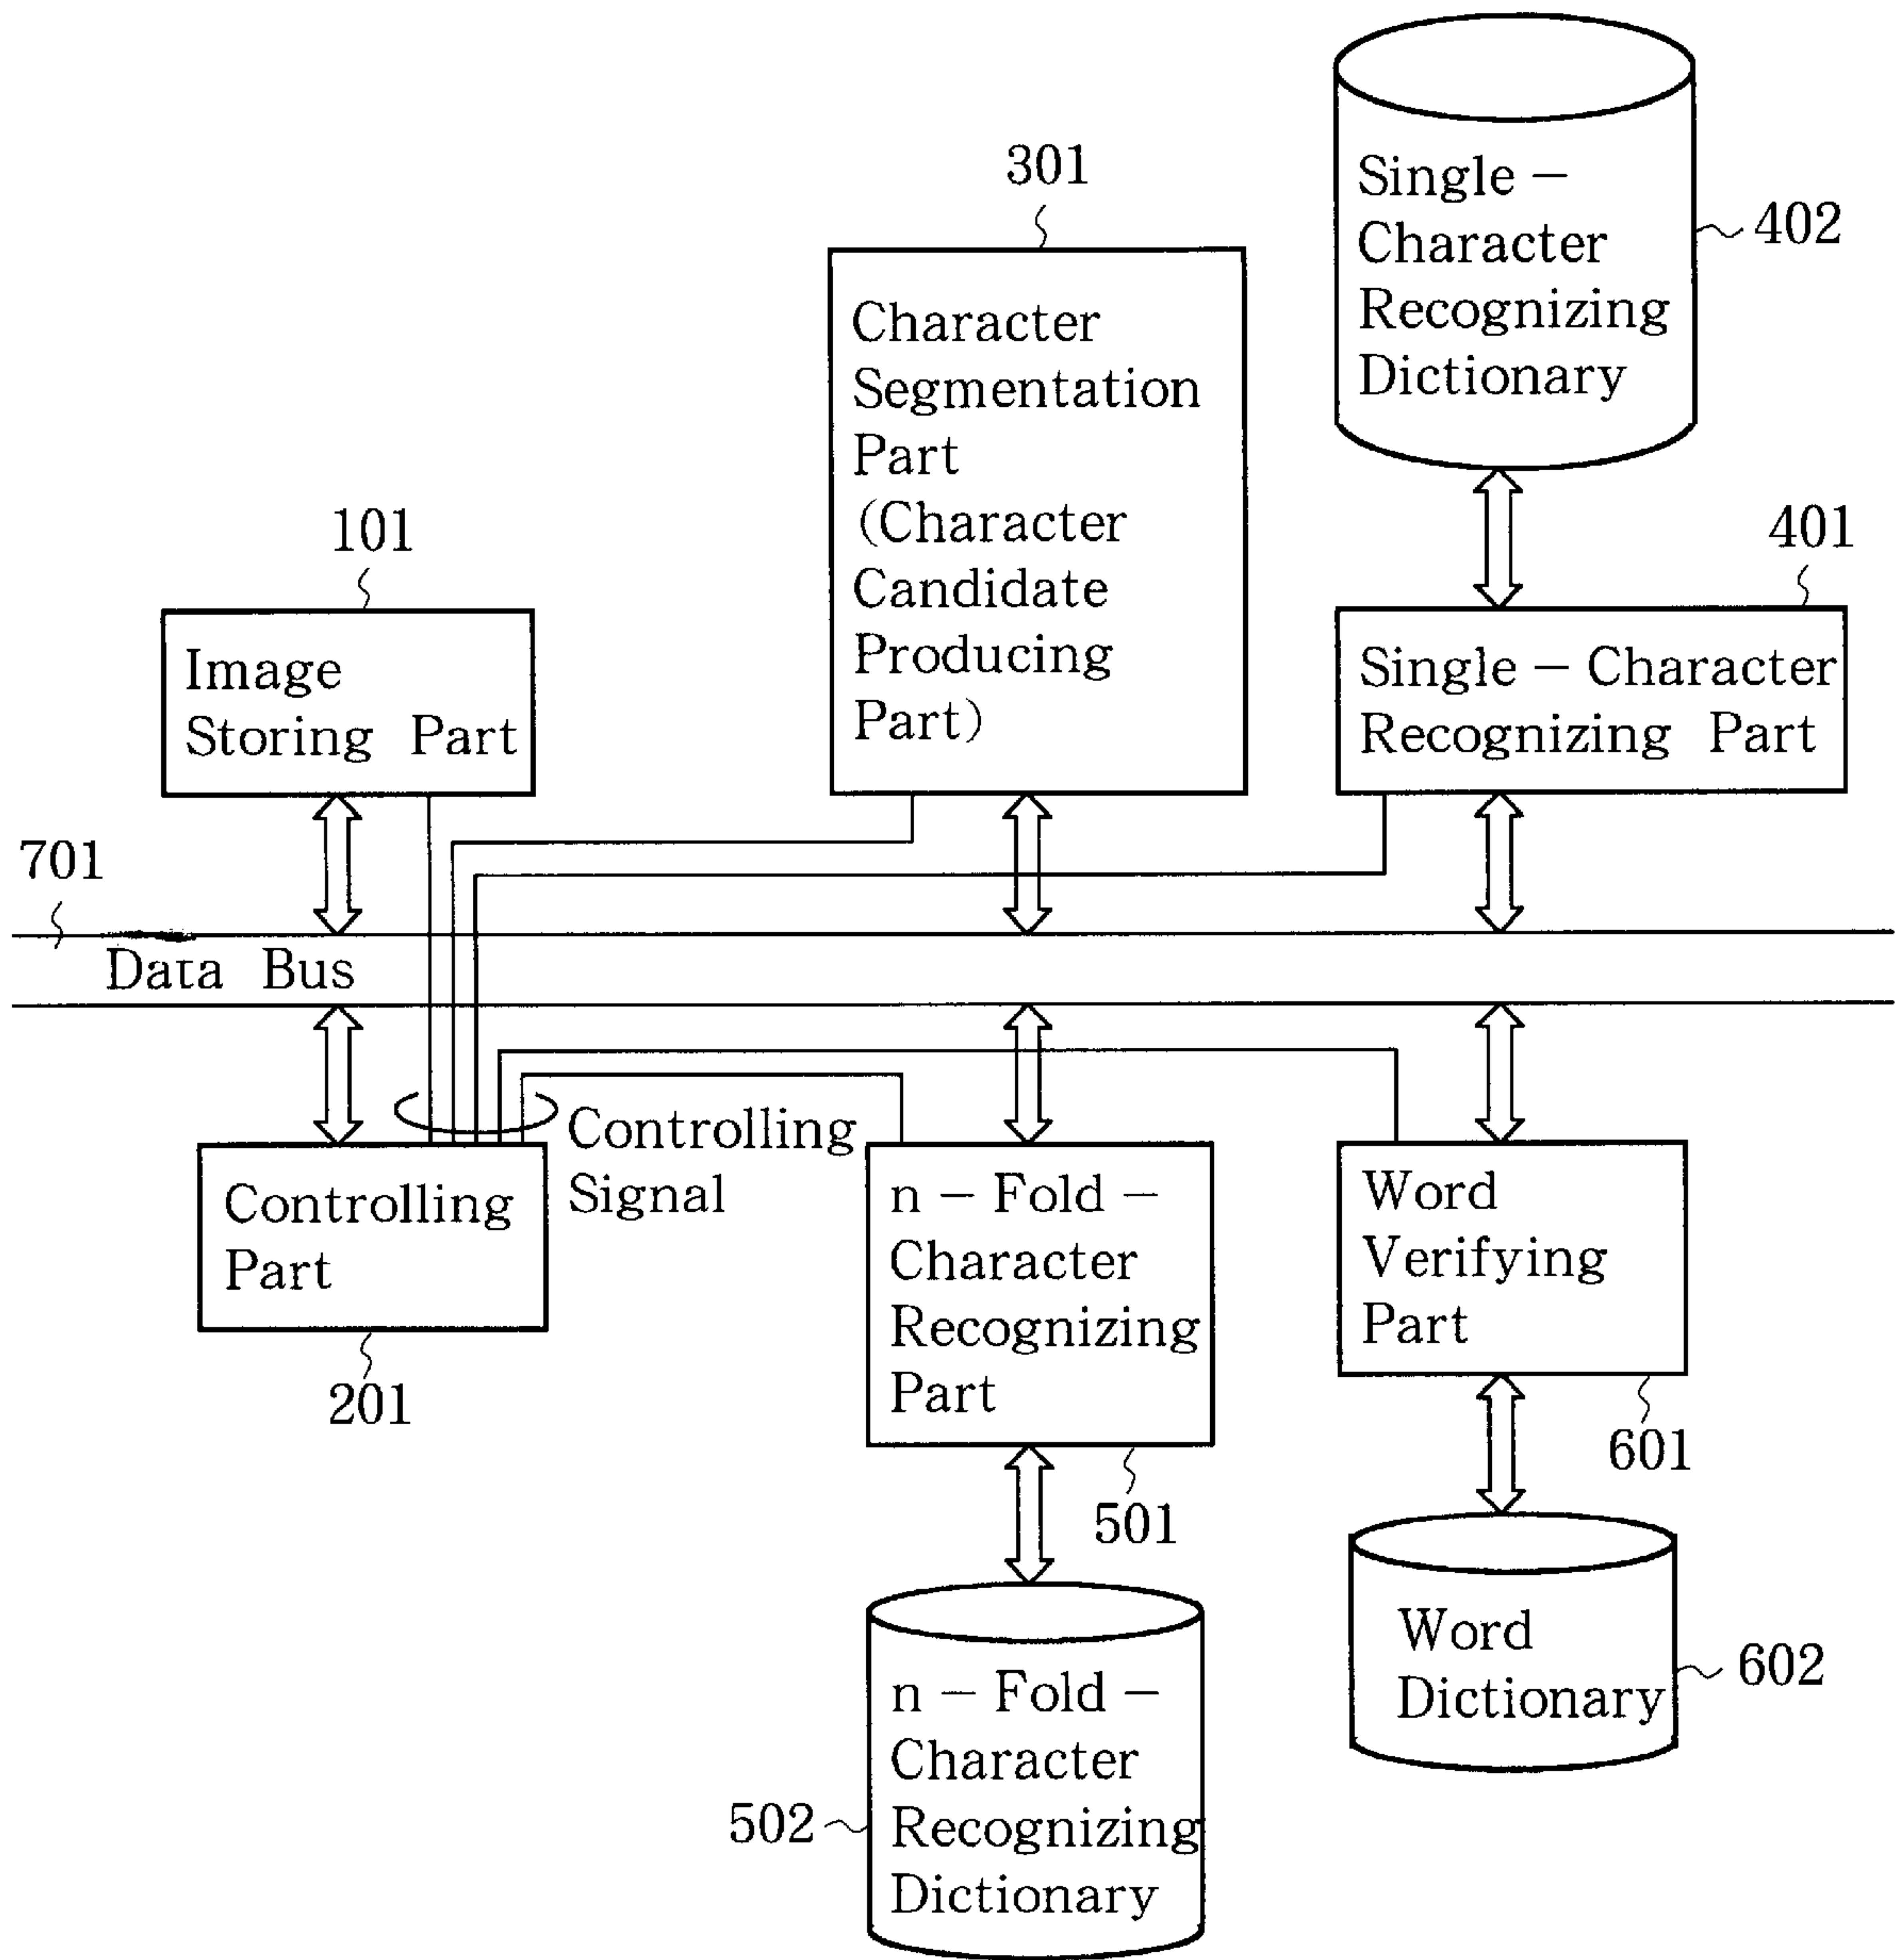 402
Single -
Character
Recognizing
Dictionary
301
Character
Segmentation
Part
(Character
Candidate
Producing
Part)
101
Image
Storing Part
401
Single - Character
Recognizing Part
701
Data Bus
Controlling
Signal
Controlling
Part
201
n - Fold -
Character
Recognizing
Part
501
Word
Verifying
Part
601
n - Fold -
Character
Recognizing
Dictionary
502
Word
Dictionary
602